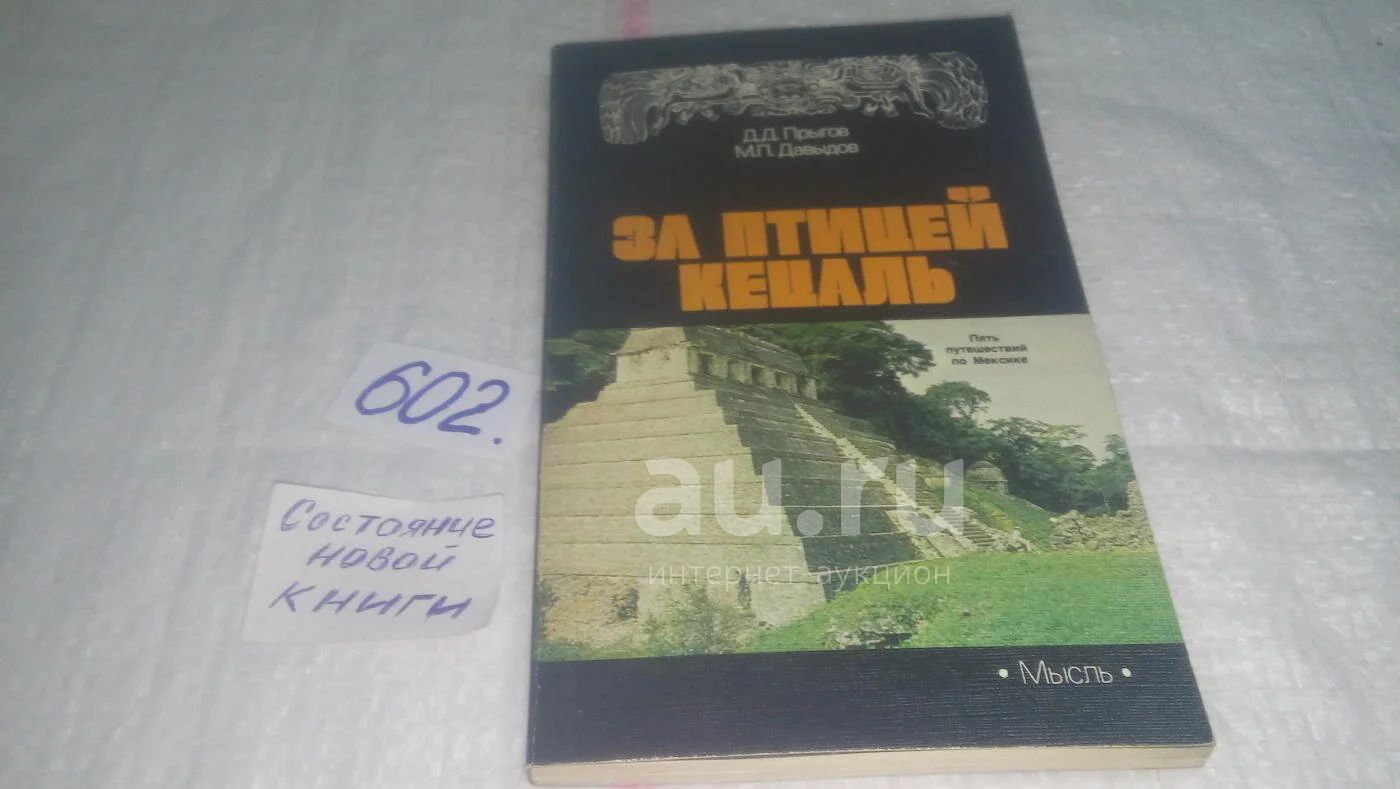 Д.Д. Прыгов
М.П. Давыдов
ЗА ПТИЦЕЙ
КЕЦАЛЬ
Пять
путешествий
по Мексике
602.
Состояние
новой
книги
au.ru
интернет-аукцион
• Мысль •